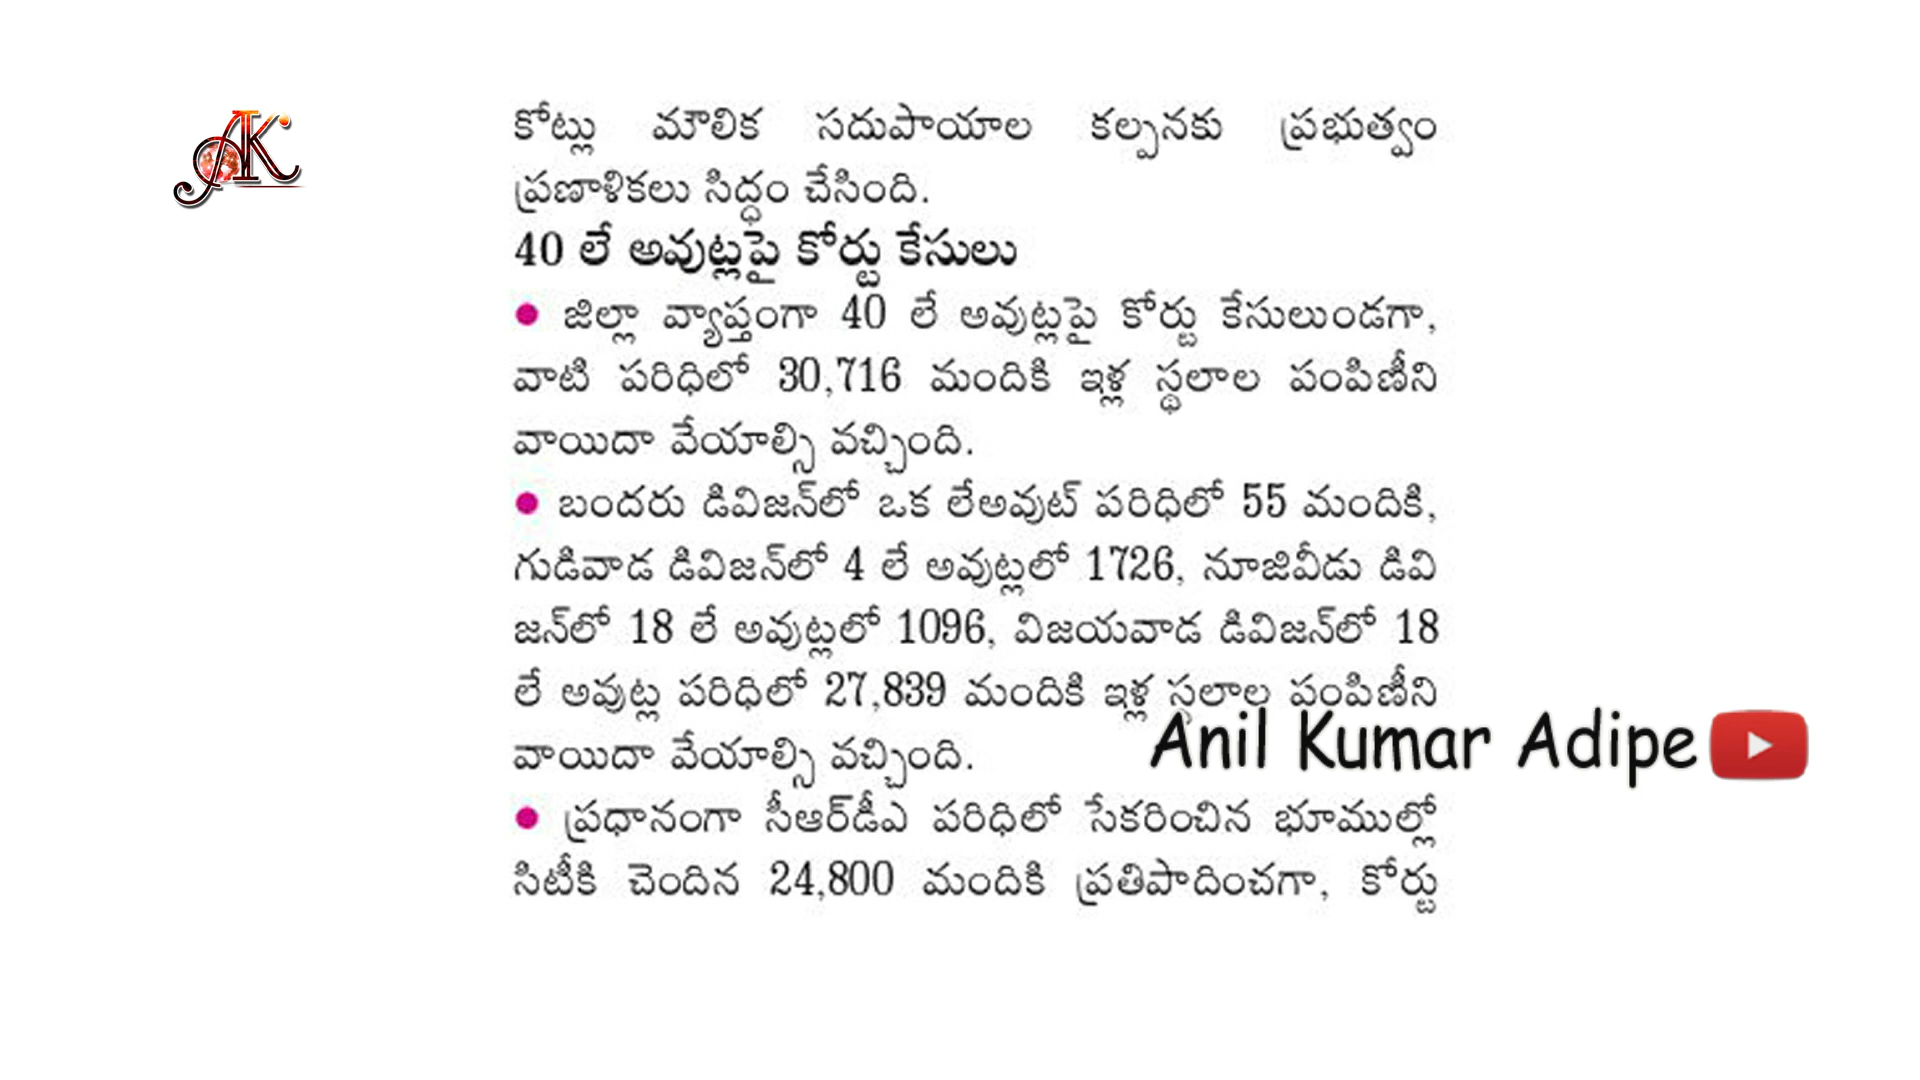 AK
కోట్లు మౌలిక సదుపాయాల కల్పనకు ప్రభుత్వం
ప్రణాళికలు సిద్ధం చేసింది.
40 లే అవుట్లపై కోర్టు కేసులు
● జిల్లా వ్యాప్తంగా 40 లే అవుట్లపై కోర్టు కేసులుండగా,
వాటి పరిధిలో 30,716 మందికి ఇళ్ల స్థలాల పంపిణీని
వాయిదా వేయాల్సి వచ్చింది.
● బందరు డివిజన్‌లో ఒక లేఅవుట్ పరిధిలో 55 మందికి,
గుడివాడ డివిజన్‌లో 4 లే అవుట్లలో 1726, నూజివీడు డివి
జన్‌లో 18 లే అవుట్లలో 1096, విజయవాడ డివిజన్‌లో 18
లే అవుట్ల పరిధిలో 27,839 మందికి ఇళ్ల స్థలాల పంపిణీని
వాయిదా వేయాల్సి వచ్చింది.
Anil Kumar Adipe
● ప్రధానంగా సీఆర్‌డీఎ పరిధిలో సేకరించిన భూముల్లో
సిటీకి చెందిన 24,800 మందికి ప్రతిపాదించగా, కోర్టు